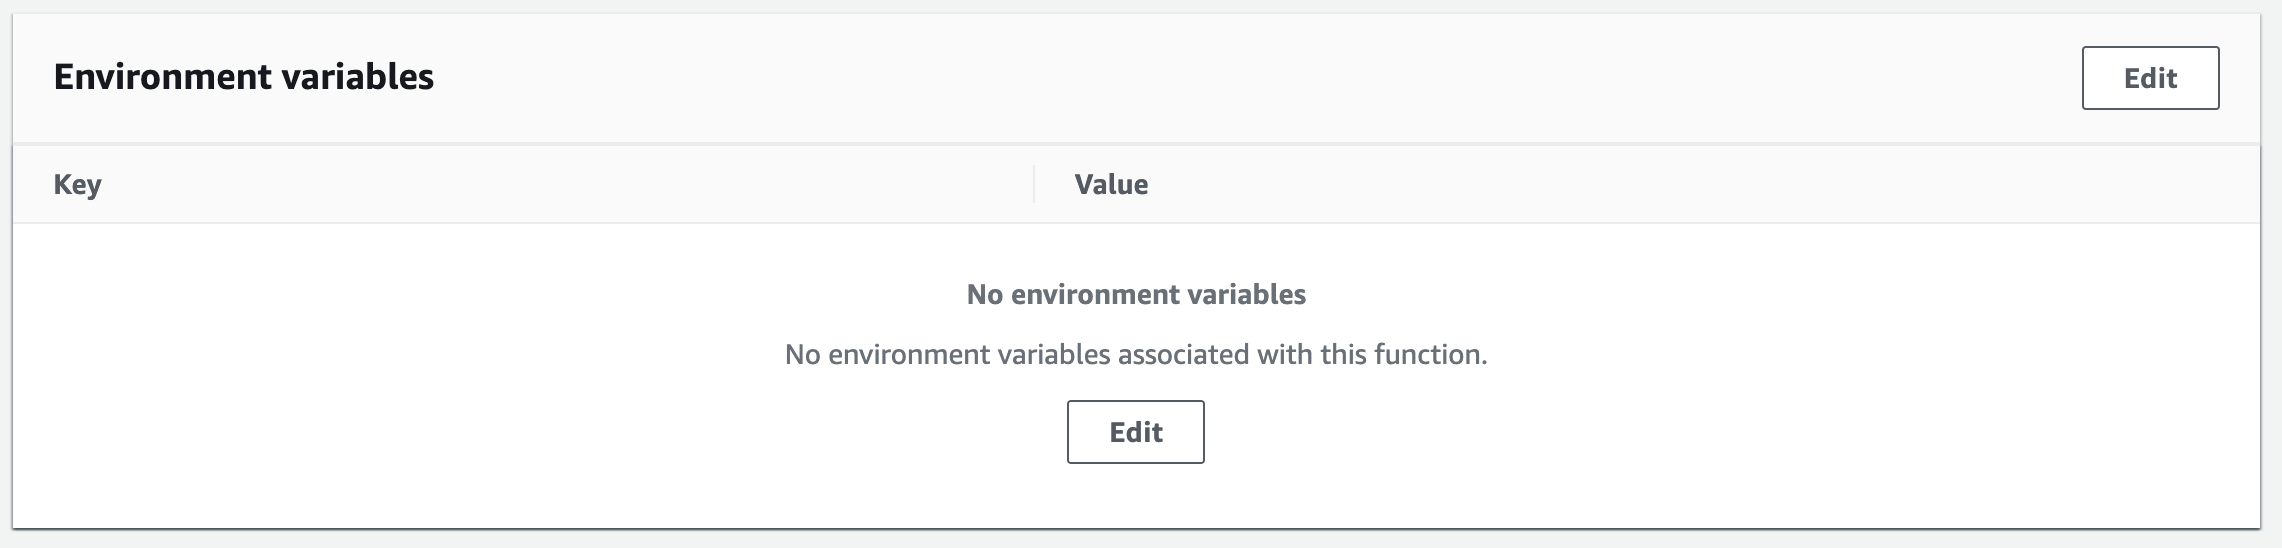 Environment variables
Edit
Key
Value
No environment variables
No environment variables associated with this function.
Edit